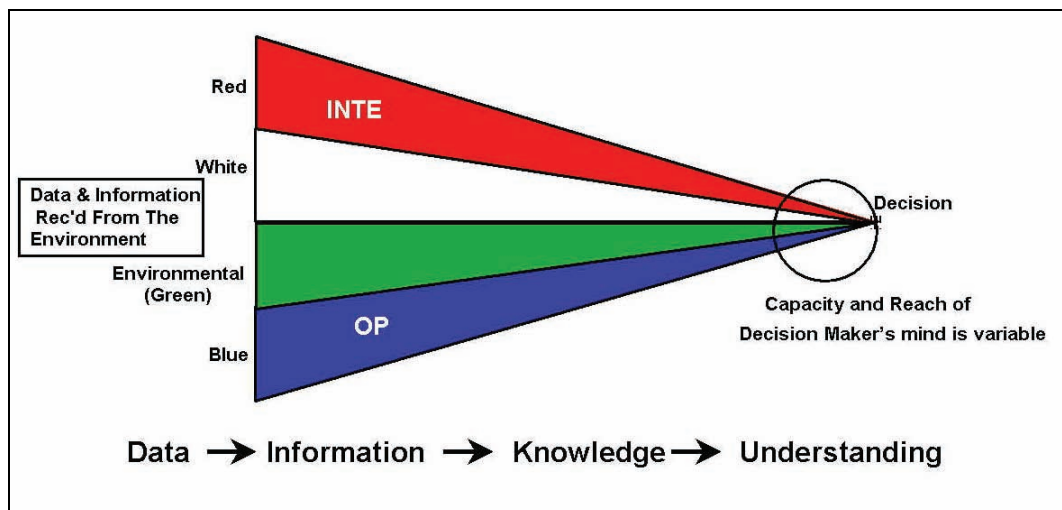 Red
INTE
White
Data & Information
Rec'd From The
Environment
Decision
Environmental
(Green)
Capacity and Reach of
Decision Maker's mind is variable
OP
Blue
Data → Information → Knowledge → Understanding